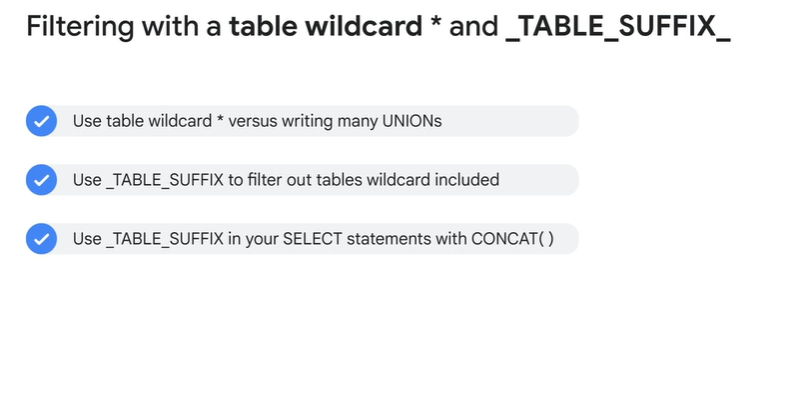 Filtering with a table wildcard * and _TABLE_SUFFIX_
Use table wildcard * versus writing many UNIONs
Use _TABLE_SUFFIX to filter out tables wildcard included
Use _TABLE_SUFFIX in your SELECT statements with CONCAT( )